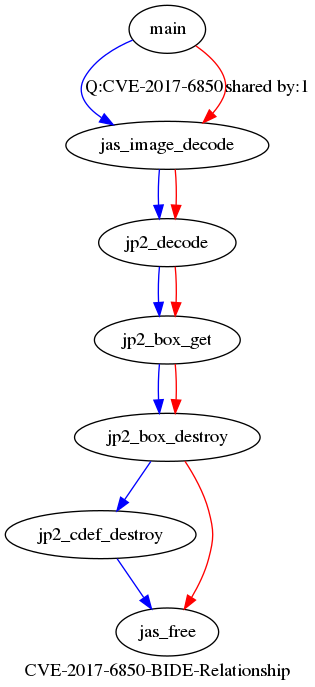 main
Q:CVE-2017-6850 shared by:1
jas_image_decode
jp2_decode
jp2_box_get
jp2_box_destroy
jp2_cdef_destroy
jas_free
CVE-2017-6850-BIDE-Relationship